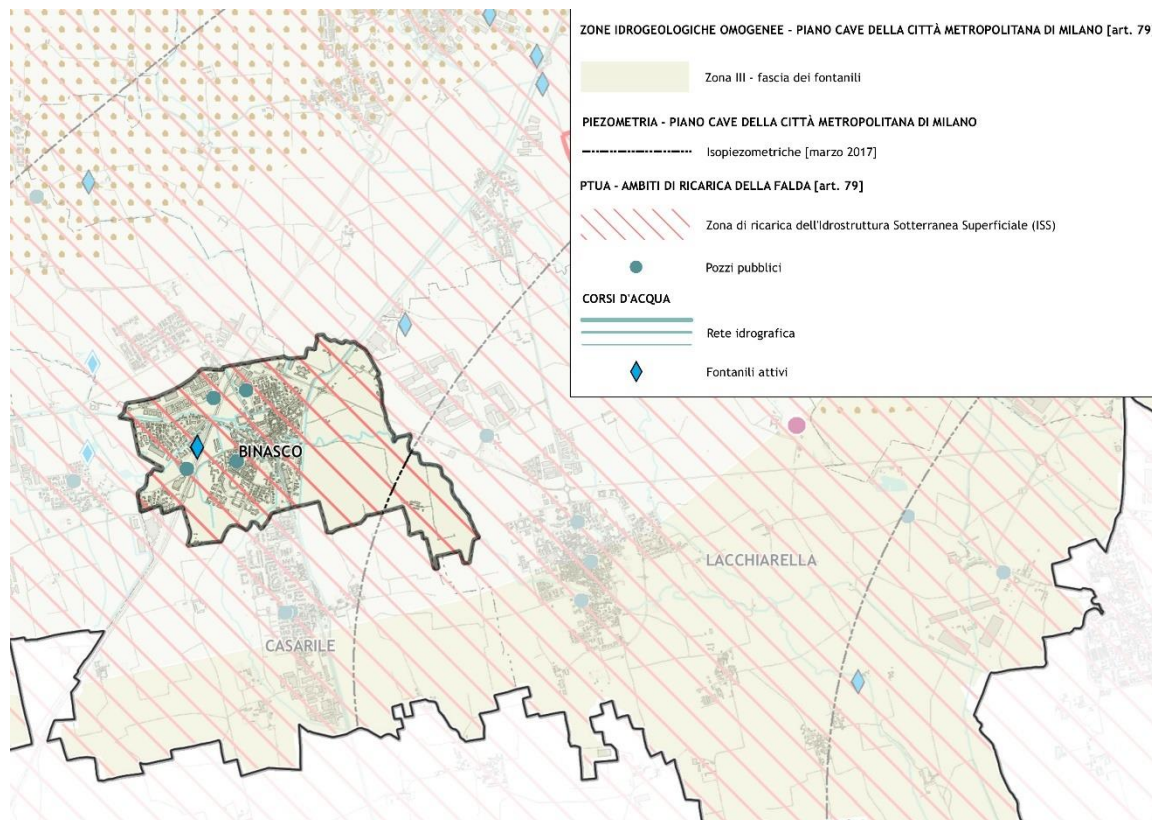 ZONE IDROGEOLOGICHE OMOGENEE - PIANO CAVE DELLA CITTÀ METROPOLITANA DI MILANO [art. 79
Zona III - fascia dei fontanili
PIEZOMETRIA - PIANO CAVE DELLA CITTÀ METROPOLITANA DI MILANO
Isopiezometriche [marzo 2017]
PTUA - AMBITI DI RICARICA DELLA FALDA [art. 79]
Zona di ricarica dell'Idrostruttura Sotterranea Superficiale (ISS)
Pozzi pubblici
CORSI D'ACQUA
Rete idrografica
Fontanili attivi
BINASCO
LACCHIARELLA
CASARILE